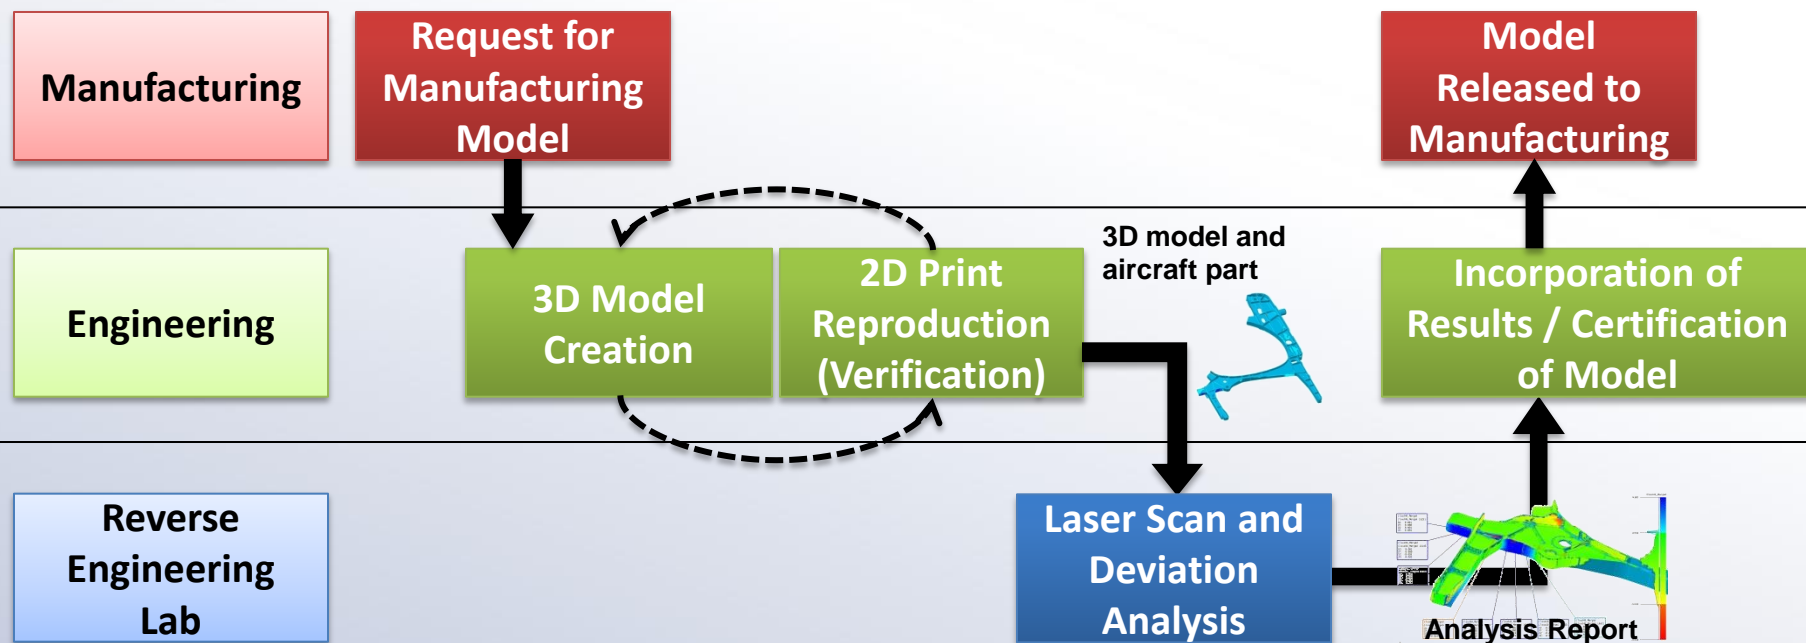 Manufacturing
Request for
Manufacturing
Model
Model
Released to
Manufacturing
Engineering
3D Model
Creation
2D Print
Reproduction
(Verification)
3D model and
aircraft part
Incorporation of
Results / Certification
of Model
Reverse
Engineering
Lab
Laser Scan and
Deviation
Analysis
Analysis Report